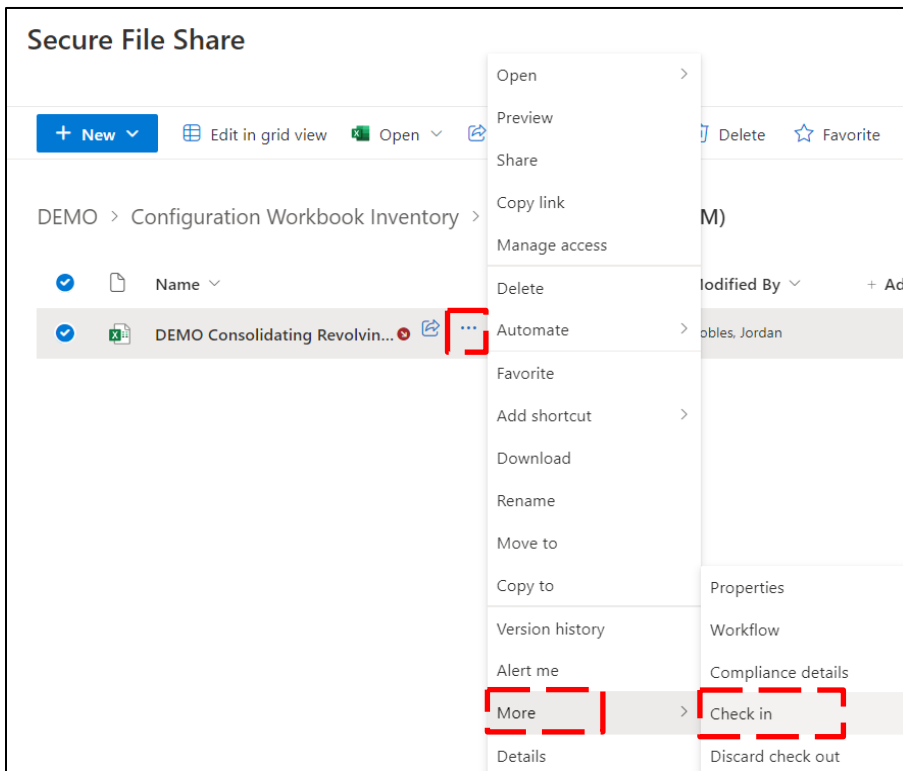 Secure File Share
New
Edit in grid view
Open
Delete
Favorite
DEMO > Configuration Workbook Inventory >
M)
Name
Modified By
+ Ad
DEMO Consolidating Revolvin...
obles, Jordan
Open
Preview
Share
Copy link
Manage access
Delete
Automate
Favorite
Add shortcut
Download
Rename
Move to
Copy to
Version history
Alert me
More
Details
Properties
Workflow
Compliance details
Check in
Discard check out